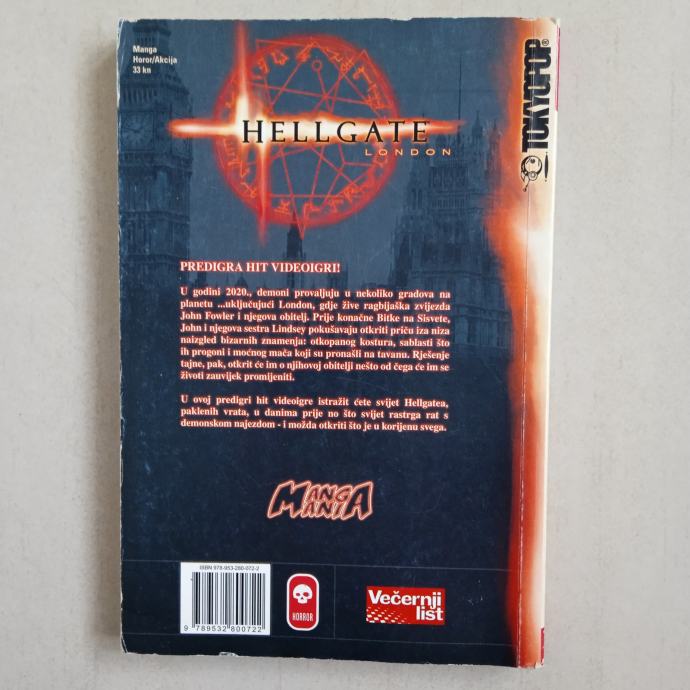 Manga
Horor/Akcija
33 kn
TOKYOPOP®
HELLGATE
LONDON
PREDIGRA HIT VIDEOIGRI!
U godini 2020., demoni provaljuju u nekoliko gradova na
planetu ...uključujući London, gdje žive ragbijaška zvijezda
John Fowler i njegova obitelj. Prije konačne Bitke na Sisvete,
John i njegova sestra Lindsey pokušavaju otkriti priču iza niza
naizgled bizarnih znamenja: otkopanog kostura, sablasti što
ih progoni i moćnog mača koji su pronašli na tavanu. Rješenje
tajne, pak, otkrit će im o njihovoj obitelji nešto od čega će im se
životi zauvijek promijeniti.
U ovoj predigri hit videoigre istražit ćete svijet Hellgatea,
paklenih vrata, u danima prije no što svijet rastrga rat s
demonskom najezdom - i možda otkriti što je u korijenu svega.
MANGA
MANIA
ISBN 978-953-280-072-2
9 789532 800722
HORROR
Večernji
list